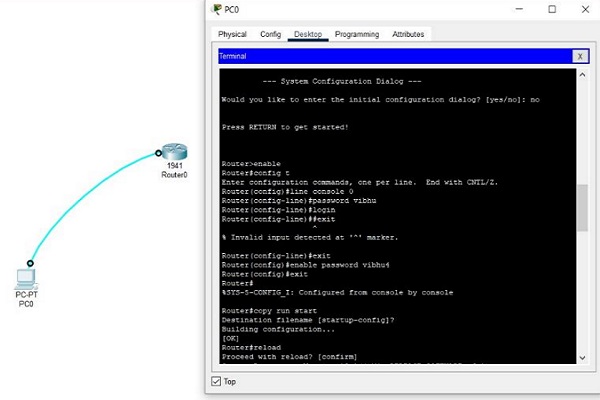 PC0
Physical Config Desktop Programming Attributes
Terminal
X
--- System Configuration Dialog ---
Would you like to enter the initial configuration dialog? [yes/no]: no
Press RETURN to get started!
Router>enable
Router#config t
Enter configuration commands, one per line. End with CNTL/Z.
Router(config)#line console 0
Router(config-line)#password vibhu
Router(config-line)#login
Router(config-line)##exit
^
% Invalid input detected at '^' marker.
Router(config-line)#exit
Router(config)#enable password vibhu4
Router(config)#exit
Router#
%SYS-5-CONFIG_I: Configured from console by console
Router#copy run start
Destination filename [startup-config]?
Building configuration...
[OK]
Router#reload
Proceed with reload? [confirm]
Top
1941
Router0
PC-PT
PC0